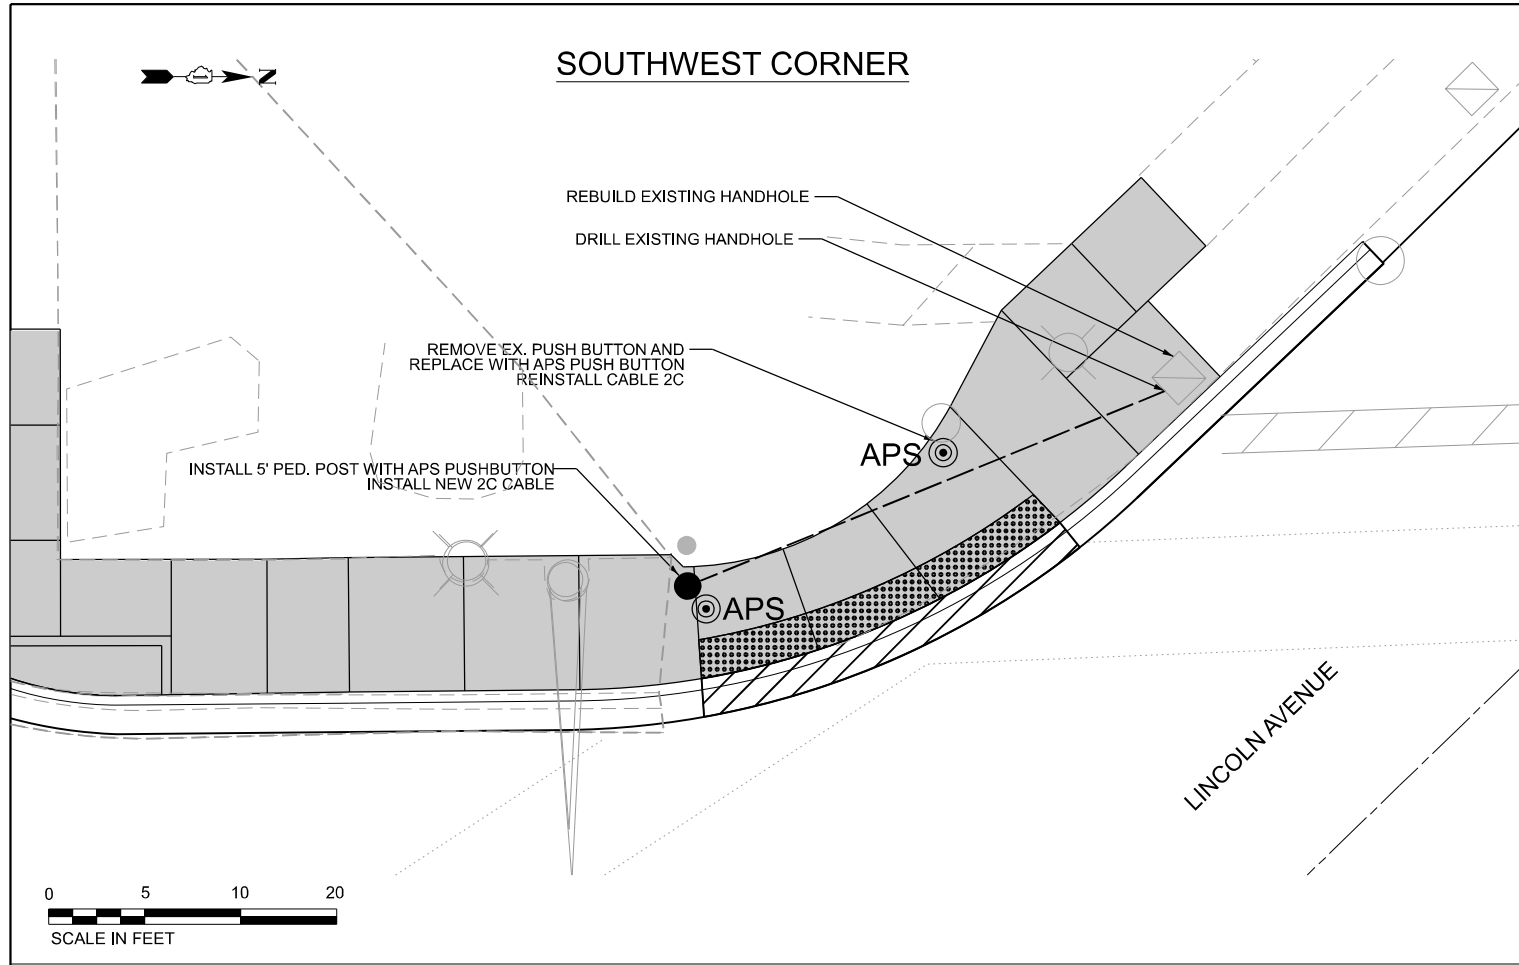 SOUTHWEST CORNER
N
REBUILD EXISTING HANDHOLE
DRILL EXISTING HANDHOLE
REMOVE EX. PUSH BUTTON AND
REPLACE WITH APS PUSH BUTTON
REINSTALL CABLE 2C
APS
INSTALL 5' PED. POST WITH APS PUSHBUTTON
INSTALL NEW 2C CABLE
APS
LINCOLN AVENUE
0 5 10 20
SCALE IN FEET